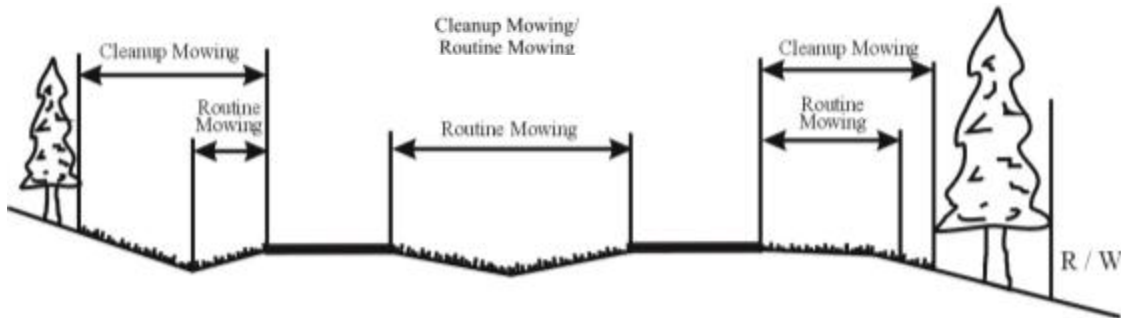 Cleanup Mowing/
Routine Mowing
Cleanup Mowing
Routine
Mowing
Routine Mowing
Cleanup Mowing
Routine
Mowing
R / W